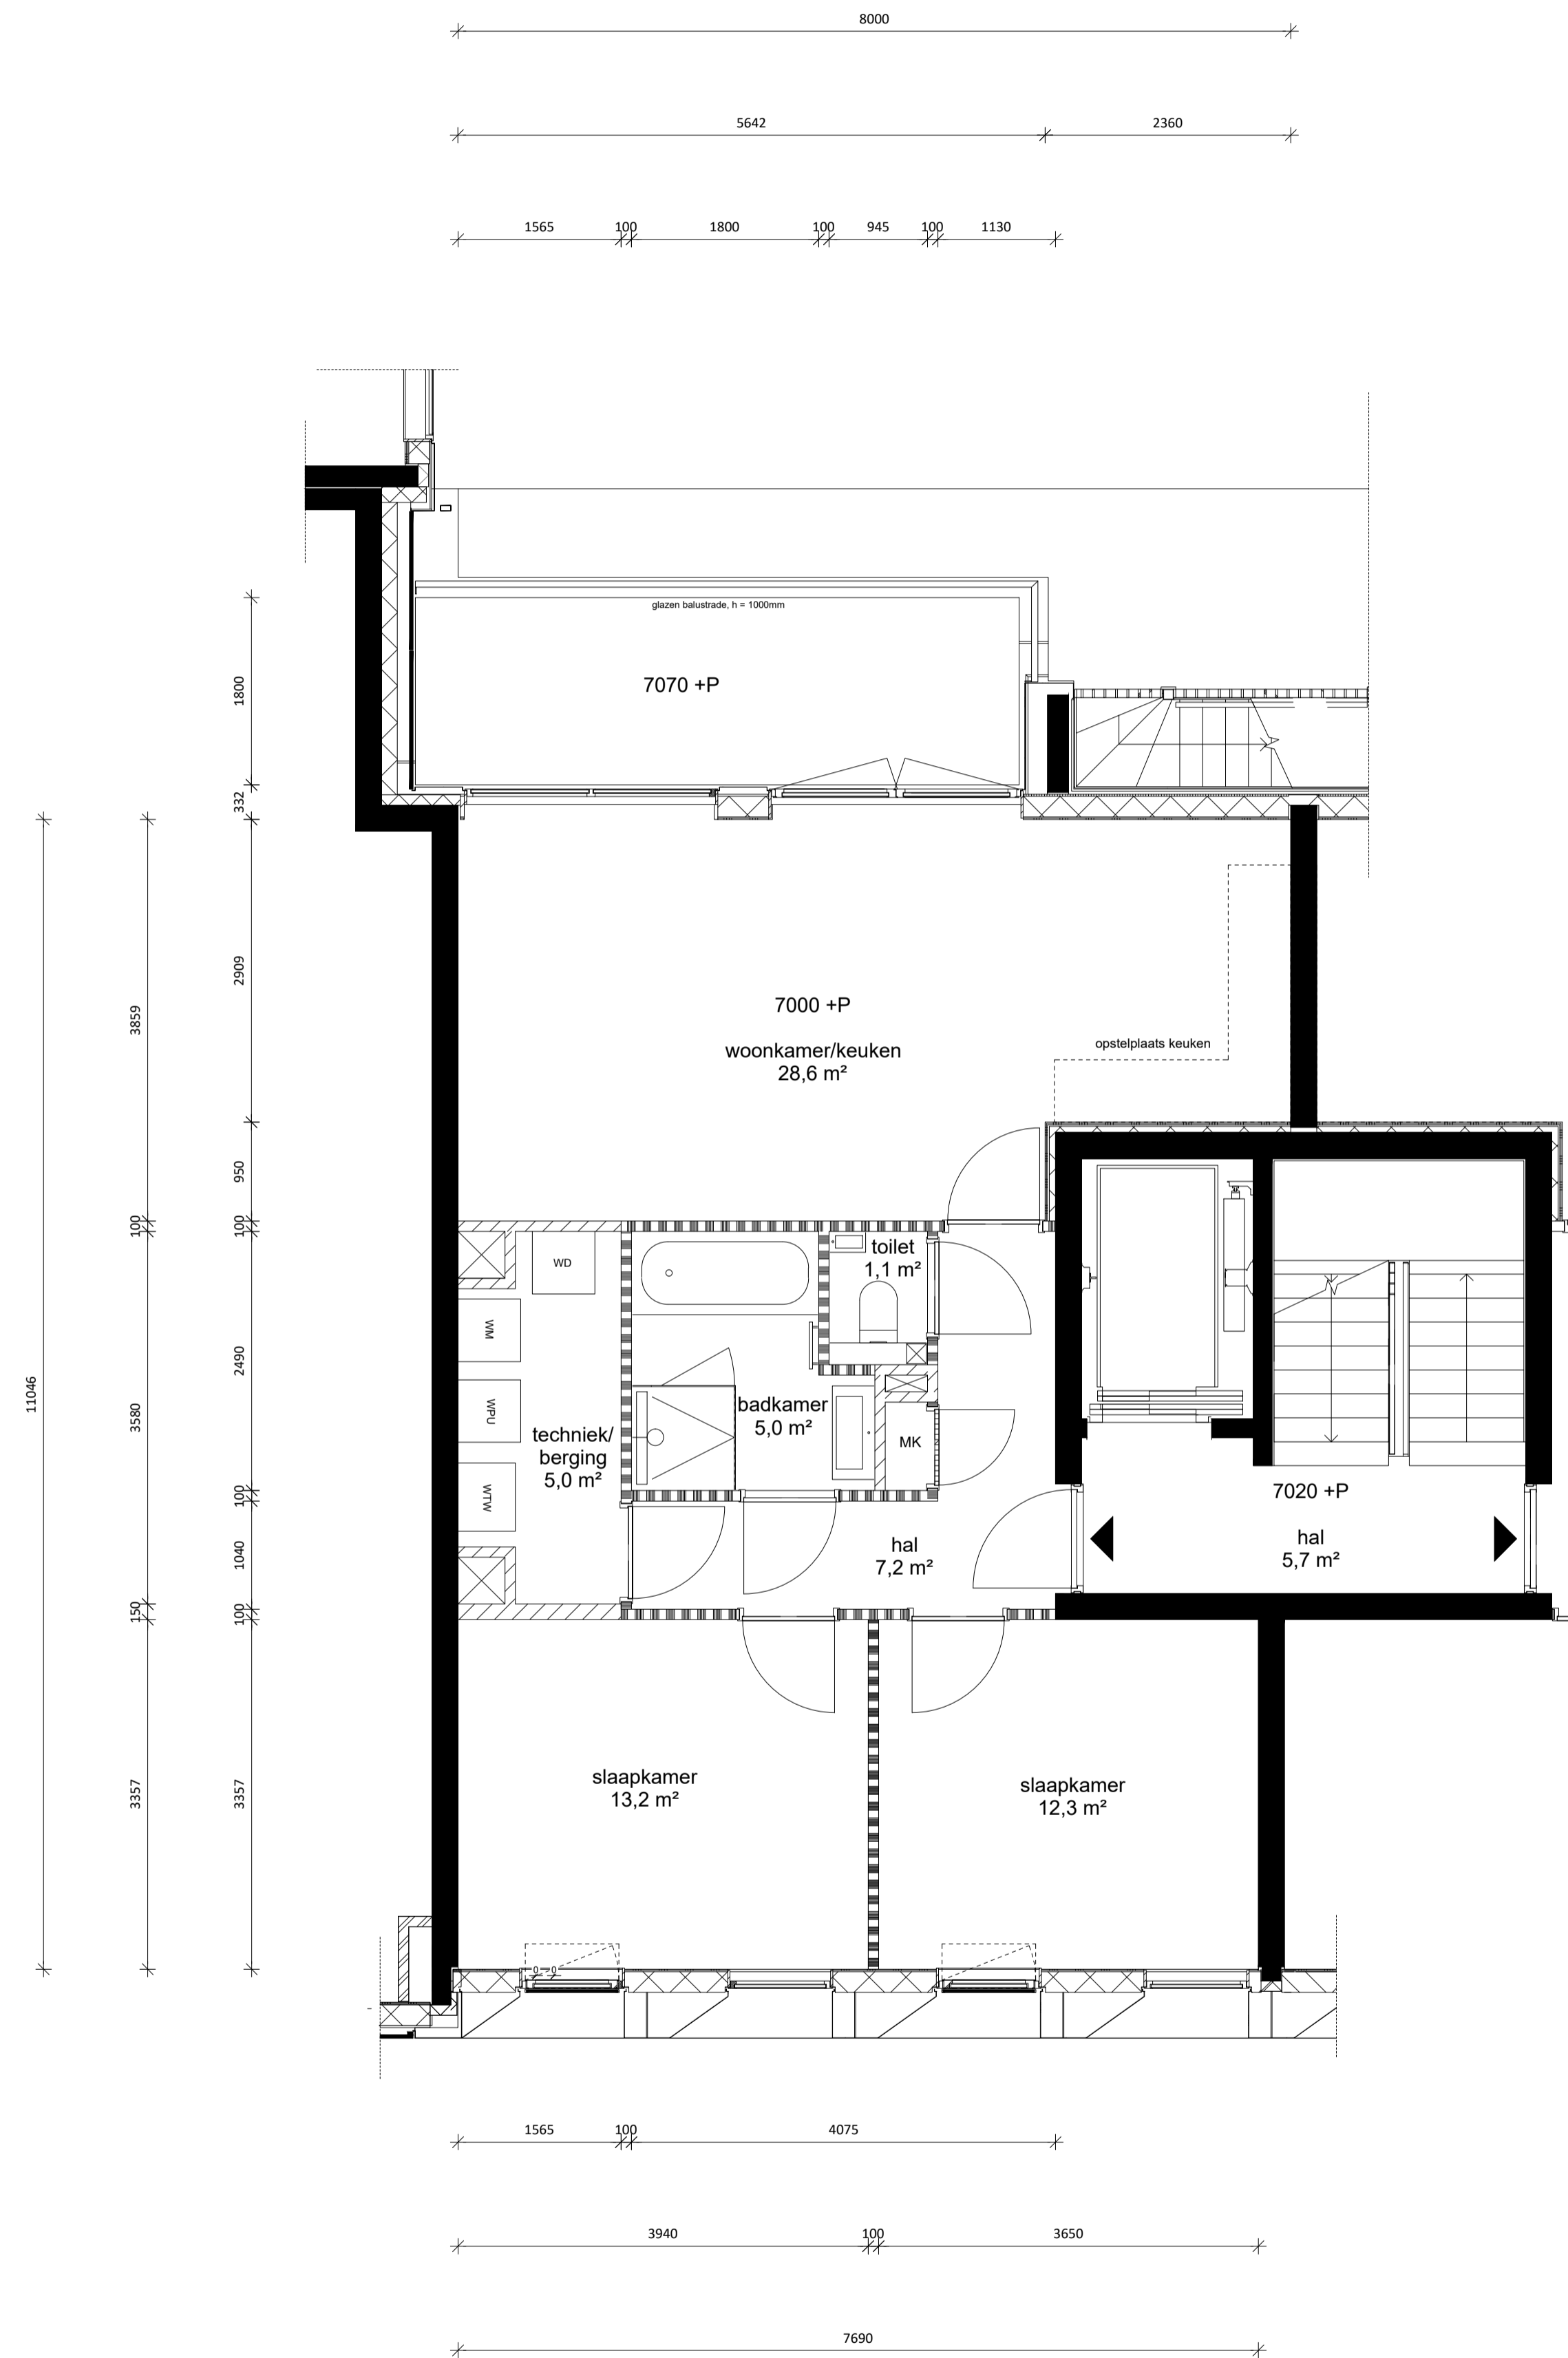 8000
5642
2360
1565
100
1800
100
945
100
1130
glazen balustrade, h = 1000mm
7070 +P
1800
332
2909
3859
950
100
100
7000 +P
woonkamer/keuken
28,6 m²
opstelplaats keuken
toilet
1,1 m²
WD
WM
WPU
WTW
badkamer
5,0 m²
techniek/
berging
5,0 m²
MK
hal
7,2 m²
7020 +P
hal
5,7 m²
11046
3580
2490
100
1040
150
100
3357
3357
slaapkamer
13,2 m²
slaapkamer
12,3 m²
0
0
1565
100
4075
3940
100
3650
7690